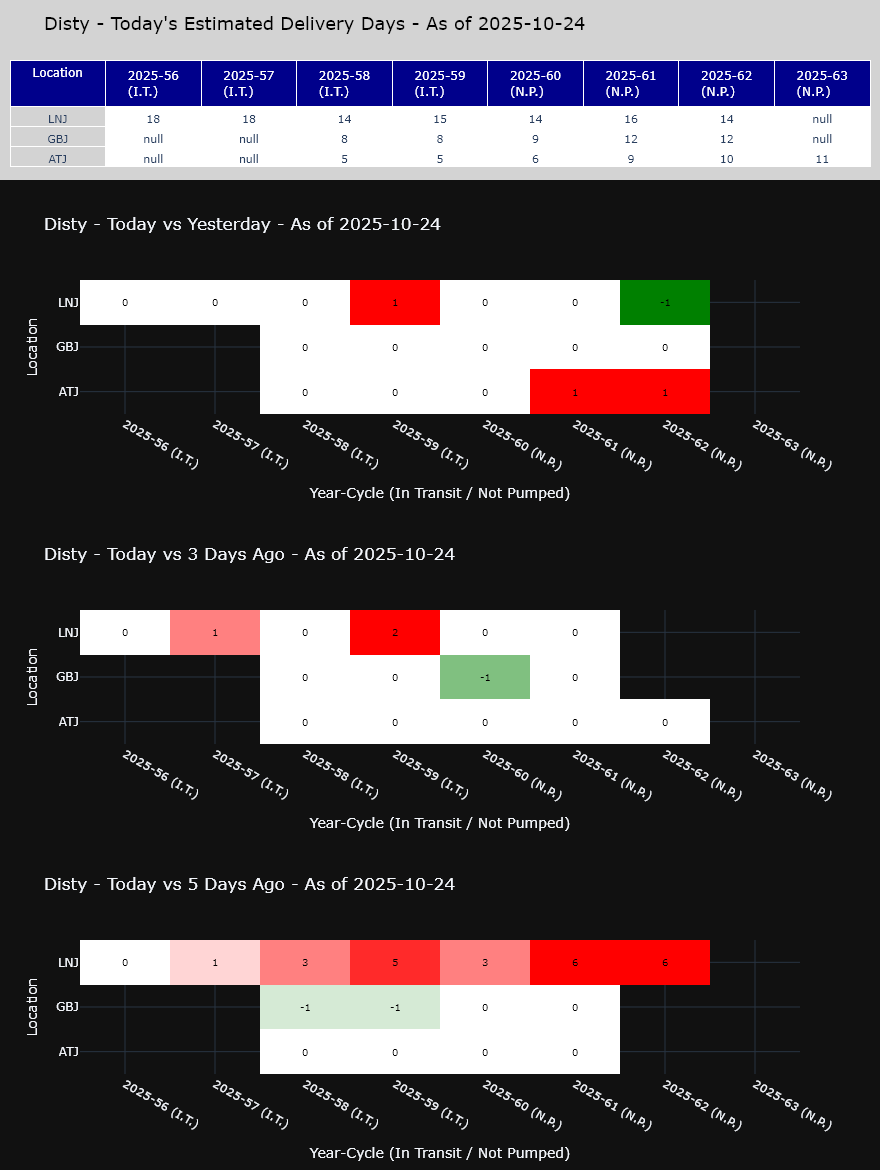 Disty - Today's Estimated Delivery Days - As of 2025-10-24
Location 2025-56 (I.T.) 2025-57 (I.T.) 2025-58 (I.T.) 2025-59 (I.T.) 2025-60 (N.P.) 2025-61 (N.P.) 2025-62 (N.P.) 2025-63 (N.P.)
LNJ 18 18 14 15 14 16 14 null
GBJ null null 8 8 9 12 12 null
ATJ null null 5 5 6 9 10 11
Disty - Today vs Yesterday - As of 2025-10-24
LNJ 0 0 0 1 0 0 -1
GBJ 0 0 0 0 0
ATJ 0 0 0 1 1
Location
2025-56 (I.T.) 2025-57 (I.T.) 2025-58 (I.T.) 2025-59 (I.T.) 2025-60 (N.P.) 2025-61 (N.P.) 2025-62 (N.P.) 2025-63 (N.P.)
Year-Cycle (In Transit / Not Pumped)
Disty - Today vs 3 Days Ago - As of 2025-10-24
LNJ 0 1 0 2 0 0
GBJ 0 0 -1 0
ATJ 0 0 0 0 0
Location
2025-56 (I.T.) 2025-57 (I.T.) 2025-58 (I.T.) 2025-59 (I.T.) 2025-60 (N.P.) 2025-61 (N.P.) 2025-62 (N.P.) 2025-63 (N.P.)
Year-Cycle (In Transit / Not Pumped)
Disty - Today vs 5 Days Ago - As of 2025-10-24
LNJ 0 1 3 5 3 6 6
GBJ -1 -1 0 0
ATJ 0 0 0 0
Location
2025-56 (I.T.) 2025-57 (I.T.) 2025-58 (I.T.) 2025-59 (I.T.) 2025-60 (N.P.) 2025-61 (N.P.) 2025-62 (N.P.) 2025-63 (N.P.)
Year-Cycle (In Transit / Not Pumped)